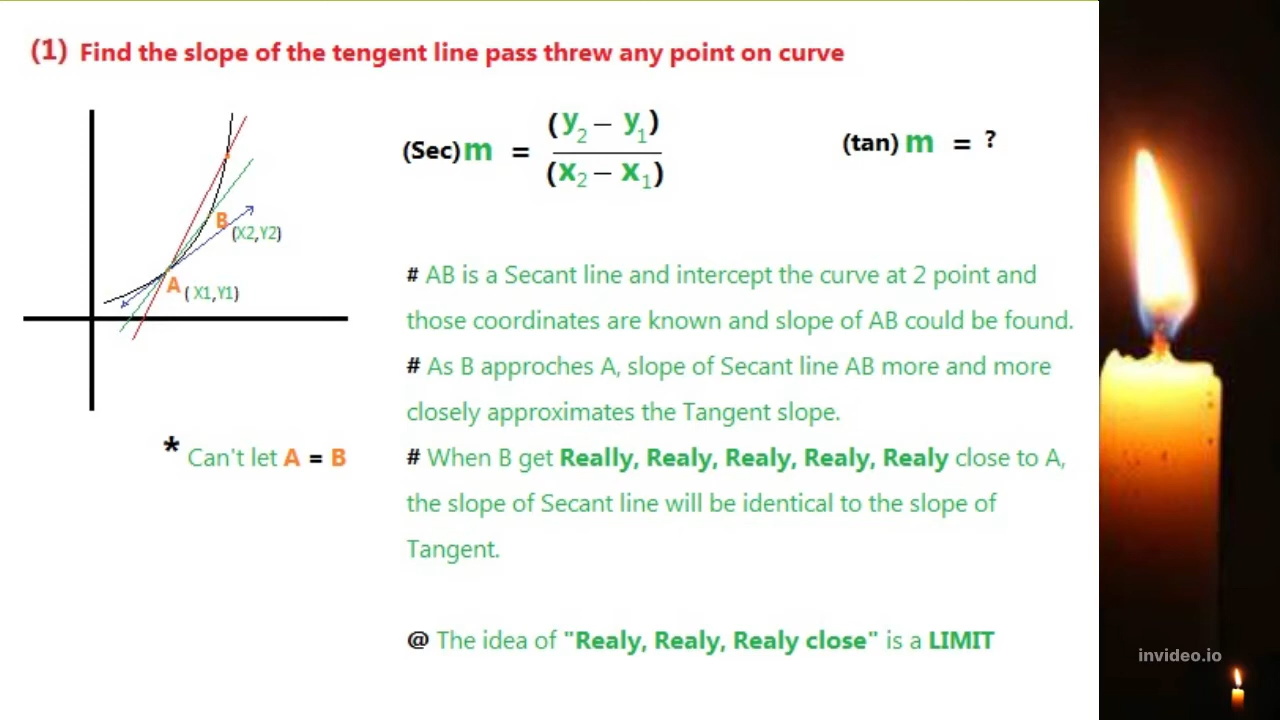 (1) Find the slope of the tengent line pass threw any point on curve
(Sec) m = (y2 – y1) / (x2 – x1)
(tan) m = ?
B
(X2,Y2)
A ( X1,Y1)
# AB is a Secant line and intercept the curve at 2 point and
those coordinates are known and slope of AB could be found.
# As B approches A, slope of Secant line AB more and more
closely approximates the Tangent slope.
* Can't let A = B
# When B get Really, Realy, Realy, Realy, Realy close to A,
the slope of Secant line will be identical to the slope of
Tangent.
@ The idea of "Realy, Realy, Realy close" is a LIMIT
invideo.io